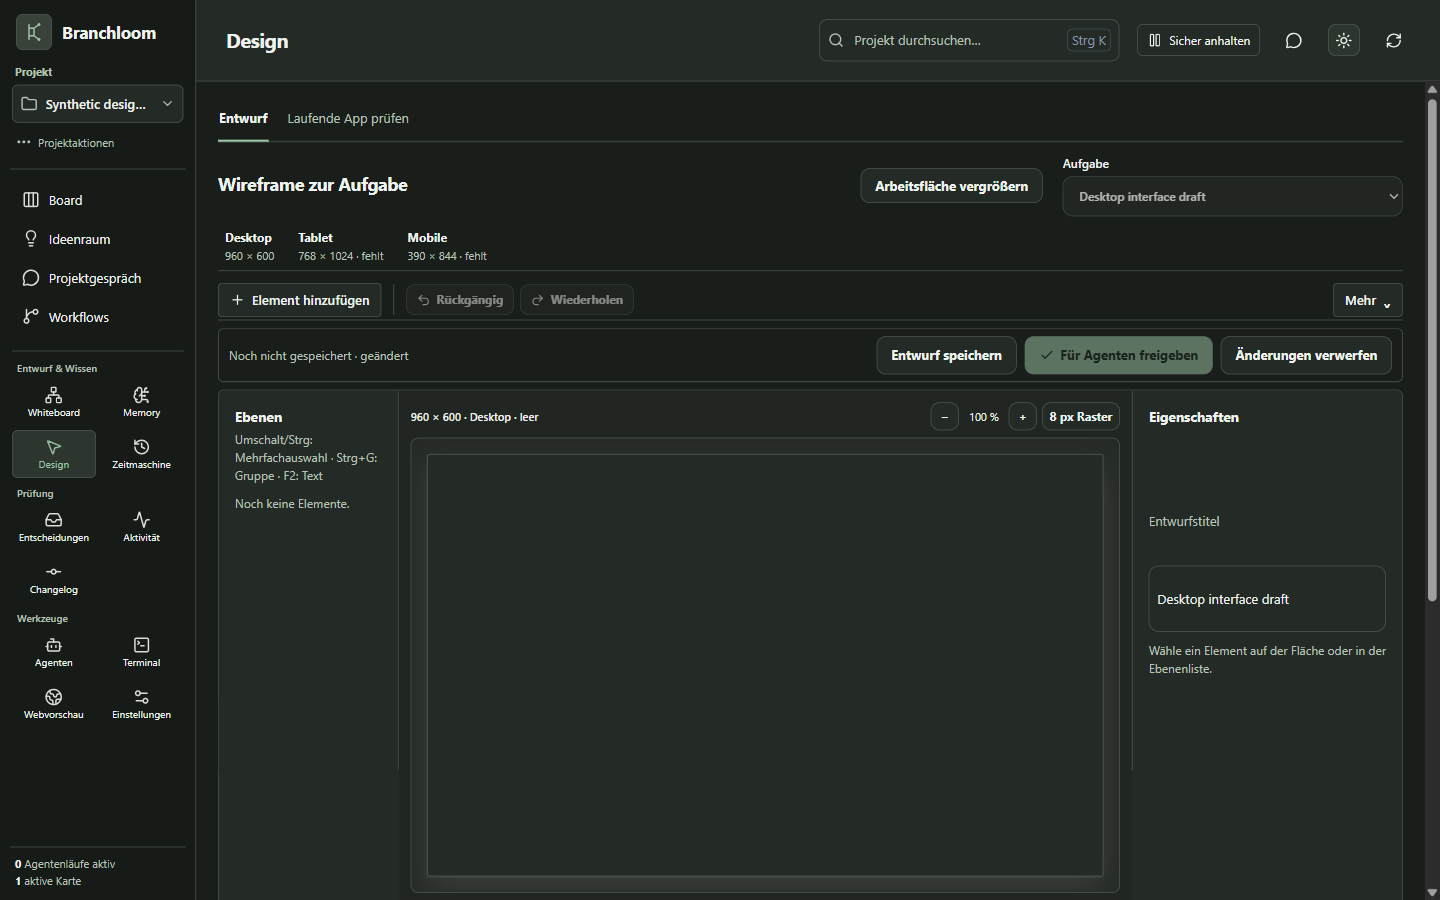 Branchloom
Projekt
Synthetic desig...
Projektaktionen
Board
Ideenraum
Projektgespräch
Workflows
Entwurf & Wissen
Whiteboard
Memory
Design
Zeitmaschine
Prüfung
Entscheidungen
Aktivität
Changelog
Werkzeuge
Agenten
Terminal
Webvorschau
Einstellungen
0 Agentenläufe aktiv
1 aktive Karte
Design
Projekt durchsuchen...
Strg K
Sicher anhalten
Entwurf
Laufende App prüfen
Wireframe zur Aufgabe
Arbeitsfläche vergrößern
Aufgabe
Desktop interface draft
Desktop
960 × 600
Tablet
768 × 1024 · fehlt
Mobile
390 × 844 · fehlt
Element hinzufügen
Rückgängig
Wiederholen
Mehr
Noch nicht gespeichert · geändert
Entwurf speichern
Für Agenten freigeben
Änderungen verwerfen
Ebenen
Umschalt/Strg:
Mehrfachauswahl · Strg+G:
Gruppe · F2: Text
Noch keine Elemente.
960 × 600 · Desktop · leer
−
100 %
+
8 px Raster
Eigenschaften
Entwurfstitel
Desktop interface draft
Wähle ein Element auf der Fläche oder in der
Ebenenliste.